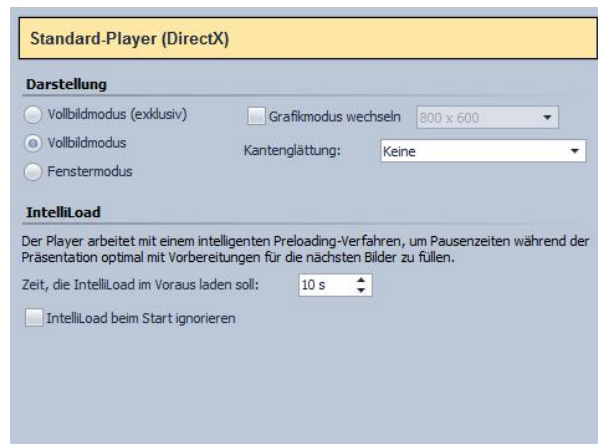 Standard-Player (DirectX)
Darstellung
Vollbildmodus (exklusiv)
Grafikmodus wechseln
800 x 600
Vollbildmodus
Kantenglättung:
Keine
Fenstermodus
IntelliLoad
Der Player arbeitet mit einem intelligenten Preloading-Verfahren, um Pausenzeiten während der
Präsentation optimal mit Vorbereitungen für die nächsten Bilder zu füllen.
Zeit, die IntelliLoad im Voraus laden soll:
10 s
IntelliLoad beim Start ignorieren